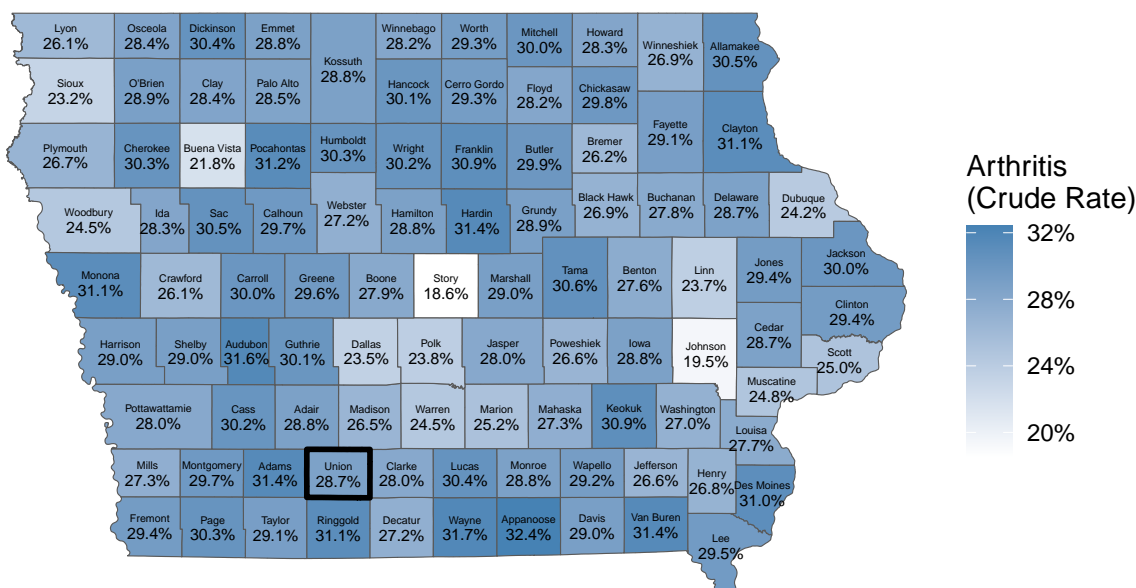 Lyon
26.1%
Osceola
28.4%
Dickinson
30.4%
Emmet
28.8%
Kossuth
28.8%
Winnebago
28.2%
Worth
29.3%
Mitchell
30.0%
Howard
28.3%
Winneshiek
26.9%
Allamakee
30.5%
Sioux
23.2%
O'Brien
28.9%
Clay
28.4%
Palo Alto
28.5%
Hancock
30.1%
Cerro Gordo
29.3%
Floyd
28.2%
Chickasaw
29.8%
Fayette
29.1%
Clayton
31.1%
Plymouth
26.7%
Cherokee
30.3%
Buena Vista
21.8%
Pocahontas
31.2%
Humboldt
30.3%
Wright
30.2%
Franklin
30.9%
Butler
29.9%
Bremer
26.2%
Woodbury
24.5%
Ida
28.3%
Sac
30.5%
Calhoun
29.7%
Webster
27.2%
Hamilton
28.8%
Hardin
31.4%
Grundy
28.9%
Black Hawk
26.9%
Buchanan
27.8%
Delaware
28.7%
Dubuque
24.2%
Monona
31.1%
Crawford
26.1%
Carroll
30.0%
Greene
29.6%
Boone
27.9%
Story
18.6%
Marshall
29.0%
Tama
30.6%
Benton
27.6%
Linn
23.7%
Jones
29.4%
Jackson
30.0%
Clinton
29.4%
Harrison
29.0%
Shelby
29.0%
Audubon
31.6%
Guthrie
30.1%
Dallas
23.5%
Polk
23.8%
Jasper
28.0%
Poweshiek
26.6%
Iowa
28.8%
Johnson
19.5%
Cedar
28.7%
Scott
25.0%
Muscatine
24.8%
Pottawattamie
28.0%
Cass
30.2%
Adair
28.8%
Madison
26.5%
Warren
24.5%
Marion
25.2%
Mahaska
27.3%
Keokuk
30.9%
Washington
27.0%
Louisa
27.7%
Mills
27.3%
Montgomery
29.7%
Adams
31.4%
Union
28.7%
Clarke
28.0%
Lucas
30.4%
Monroe
28.8%
Wapello
29.2%
Jefferson
26.6%
Henry
26.8%
Des Moines
31.0%
Fremont
29.4%
Page
30.3%
Taylor
29.1%
Ringgold
31.1%
Decatur
27.2%
Wayne
31.7%
Appanoose
32.4%
Davis
29.0%
Van Buren
31.4%
Lee
29.5%
Arthritis
(Crude Rate)
32%
28%
24%
20%